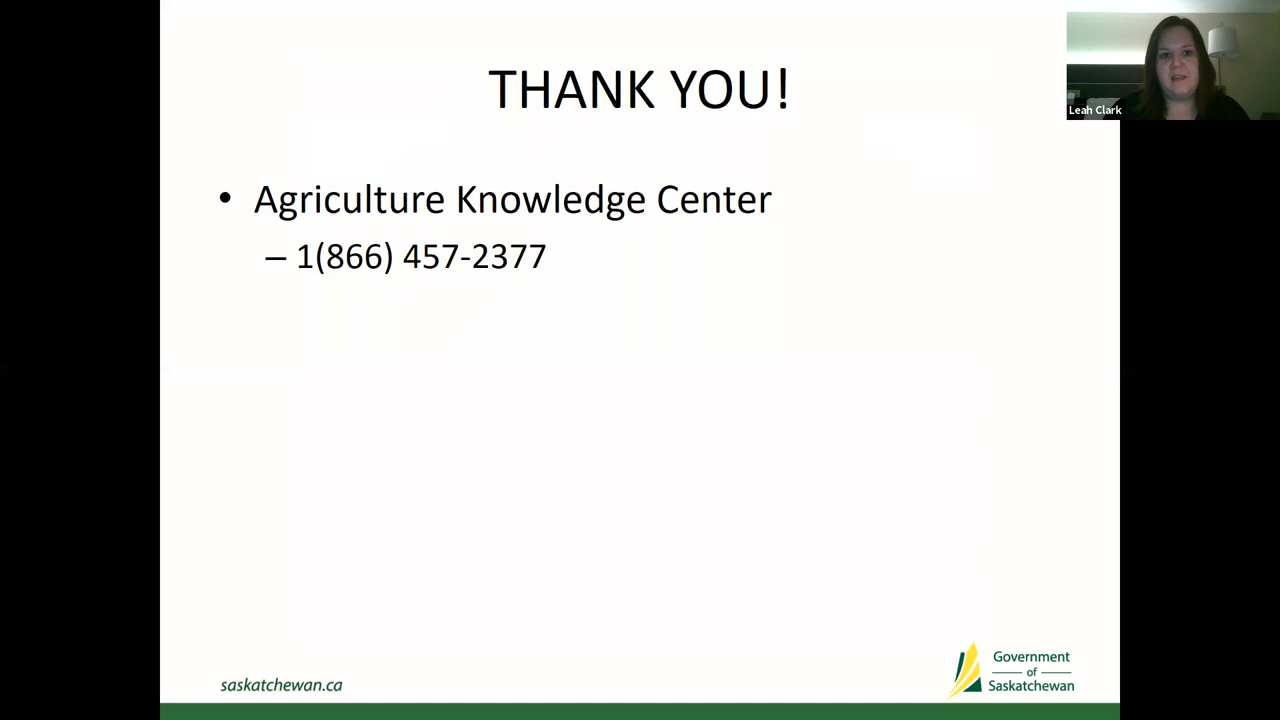 THANK YOU!
Leah Clark
• Agriculture Knowledge Center
– 1(866) 457-2377
saskatchewan.ca
Government
of
Saskatchewan